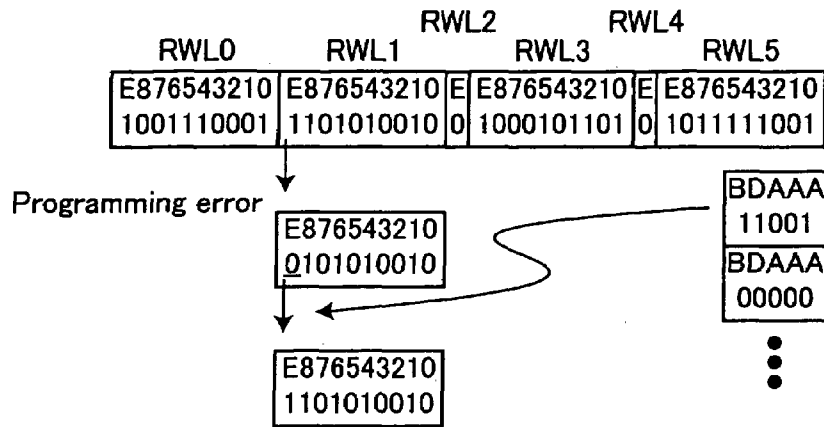 RWL2 RWL4
RWL0 RWL1 RWL3 RWL5
E876543210 E876543210 E E876543210 E E876543210
1001110001 1101010010 0 1000101101 0 1011111001
Programming error
BDAAA
11001
E876543210
0101010010
BDAAA
00000
E876543210
1101010010